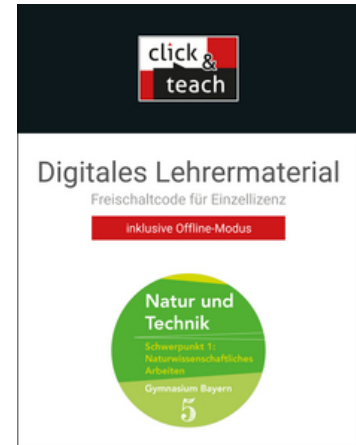 click &
teach
Digitales Lehrermaterial
Freischaltcode für Einzellizenz
inklusive Offline-Modus
Natur und
Technik
Schwerpunkt 1:
Naturwissenschaftliches
Arbeiten
Gymnasium Bayern
5